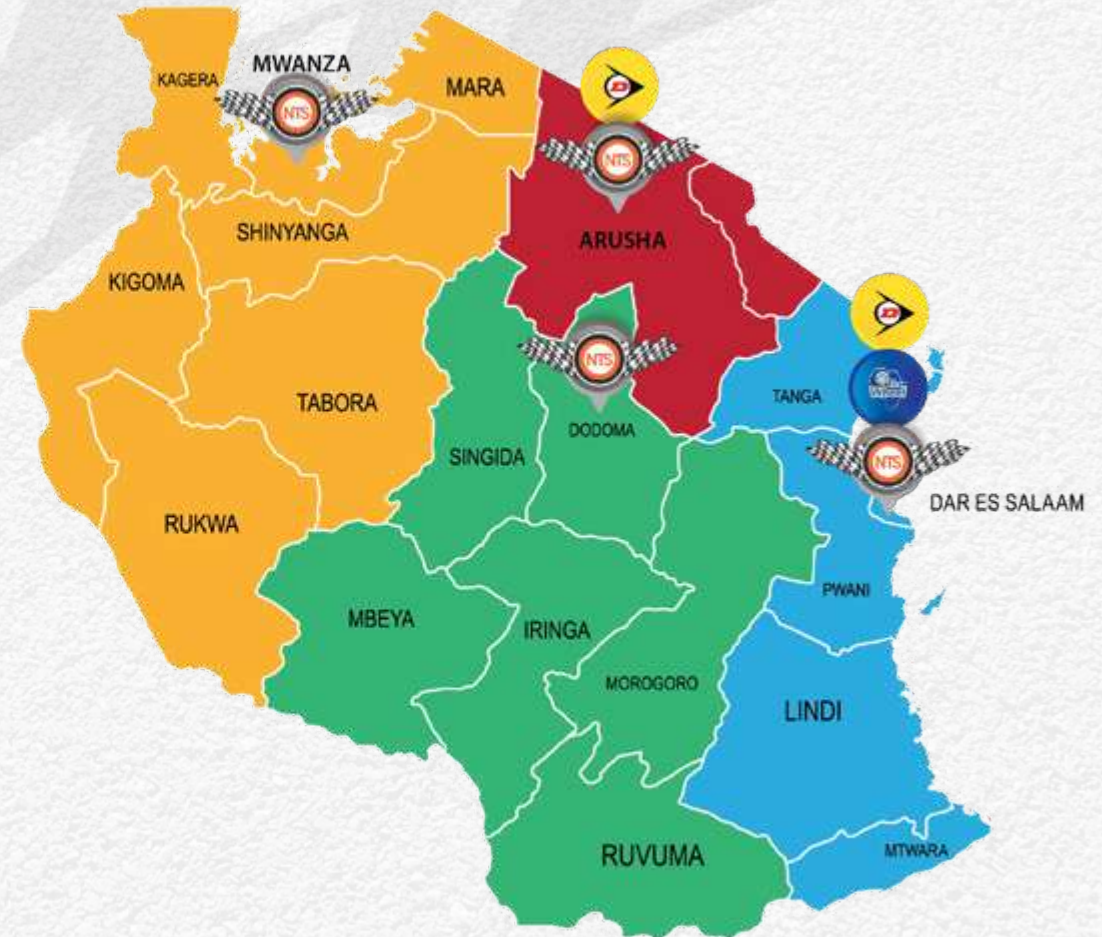 MWANZA
KAGERA
NTS
MARA
D
NTS
ARUSHA
SHINYANGA
KIGOMA
D
NTS
TABORA
TANGA
DODOMA
SINGIDA
NTS
DAR ES SALAAM
RUKWA
PWANI
MBEYA
IRINGA
MOROGORO
LINDI
RUVUMA
MTWARA